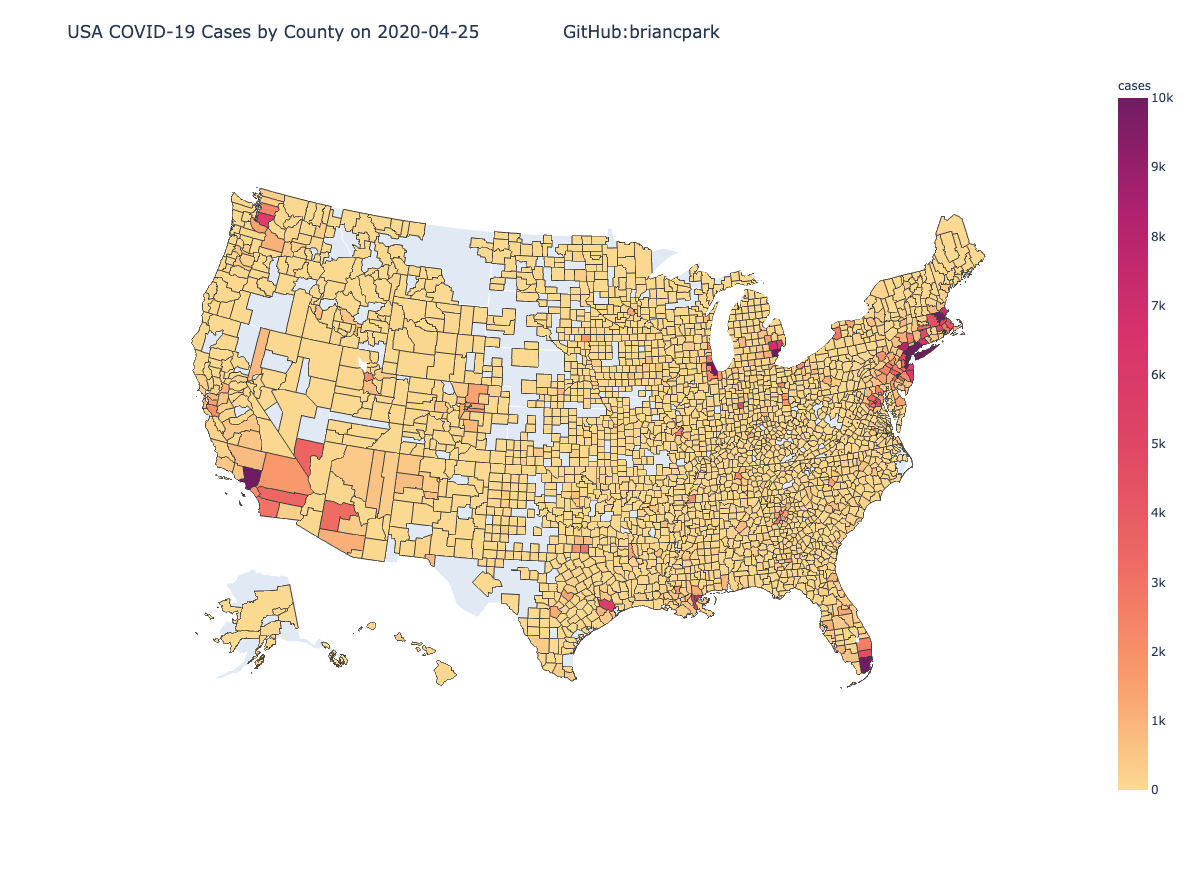 USA COVID-19 Cases by County on 2020-04-25 GitHub:briancpark
cases
10k
9k
8k
7k
6k
5k
4k
3k
2k
1k
0